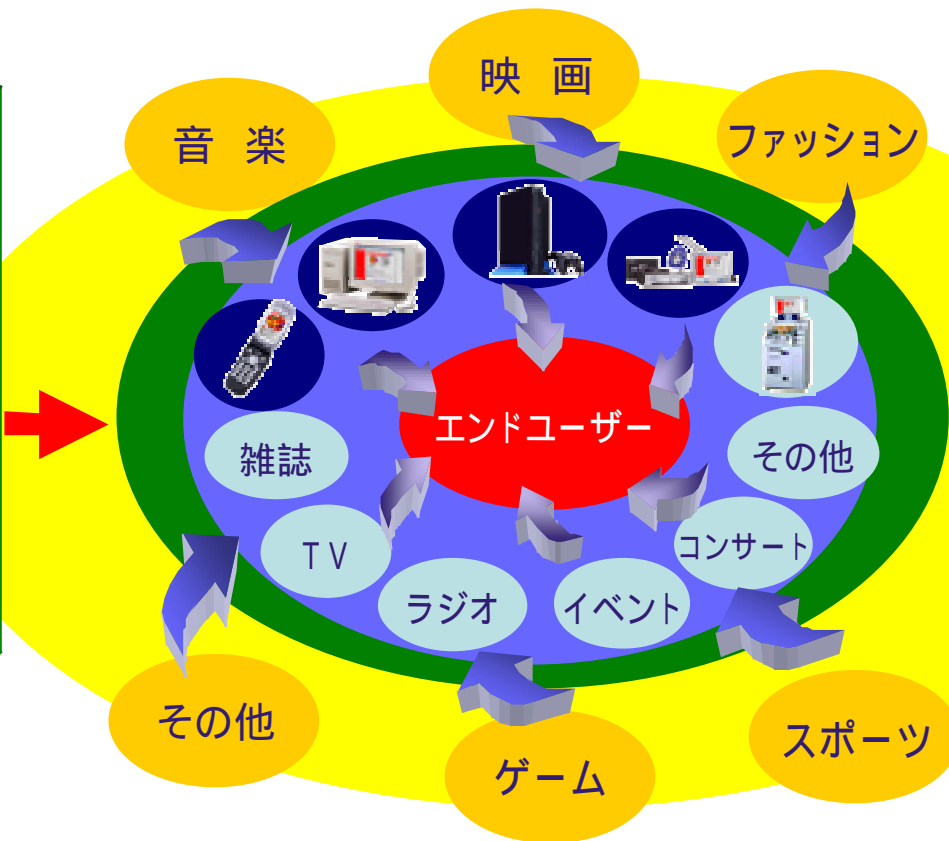 映 画
音 楽
ファッション
エンドユーザー
雑誌
その他
TV
コンサート
ラジオ
イベント
その他
スポーツ
ゲーム